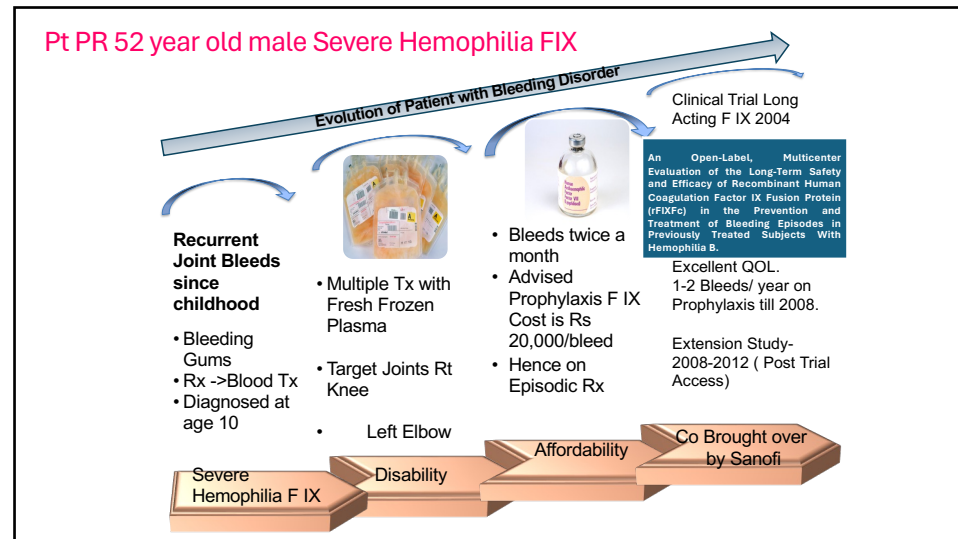 Pt PR 52 year old male Severe Hemophilia FIX
Evolution of Patient with Bleeding Disorder
Recurrent
Joint Bleeds
since
childhood
• Bleeding
Gums
• Rx ->Blood Tx
• Diagnosed at
age 10
• Multiple Tx with
Fresh Frozen
Plasma
• Target Joints Rt
Knee
• Left Elbow
• Bleeds twice a
month
• Advised
Prophylaxis F IX
Cost is Rs
20,000/bleed
• Hence on
Episodic Rx
Clinical Trial Long
Acting F IX 2004
An Open-Label, Multicenter
Evaluation of the Long-Term Safety
and Efficacy of Recombinant Human
Coagulation Factor IX Fusion Protein
(rFIXFc) in the Prevention and
Treatment of Bleeding Episodes in
Previously Treated Subjects With
Hemophilia B.
Excellent QOL.
1-2 Bleeds/ year on
Prophylaxis till 2008.
Extension Study-
2008-2012 ( Post Trial
Access)
Severe
Hemophilia F IX
Disability
Affordability
Co Brought over
by Sanofi